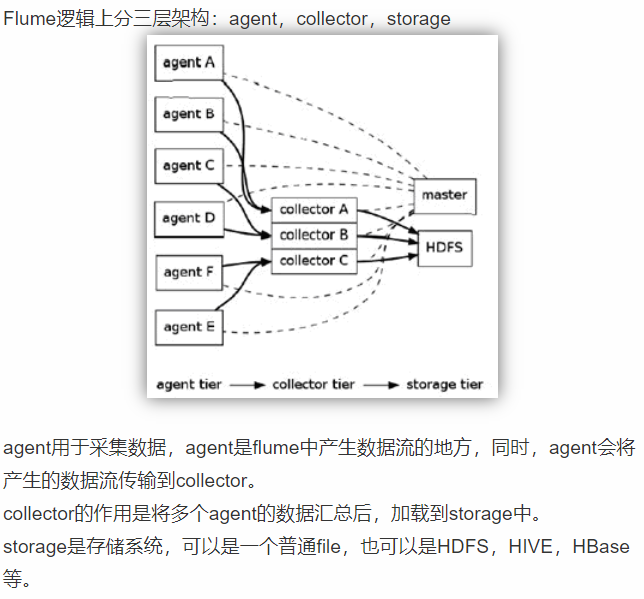 Flume逻辑上分三层架构：agent，collector，storage
agent A
agent B
agent C
agent D
agent F
agent E
collector A
collector B
collector C
master
HDFS
agent tier
collector tier
storage tier
agent用于采集数据，agent是flume中产生数据流的地方，同时，agent会将
产生的数据流传输到collector。
collector的作用是将多个agent的数据汇总后，加载到storage中。
storage是存储系统，可以是一个普通file，也可以是HDFS，HIVE，HBase
等。